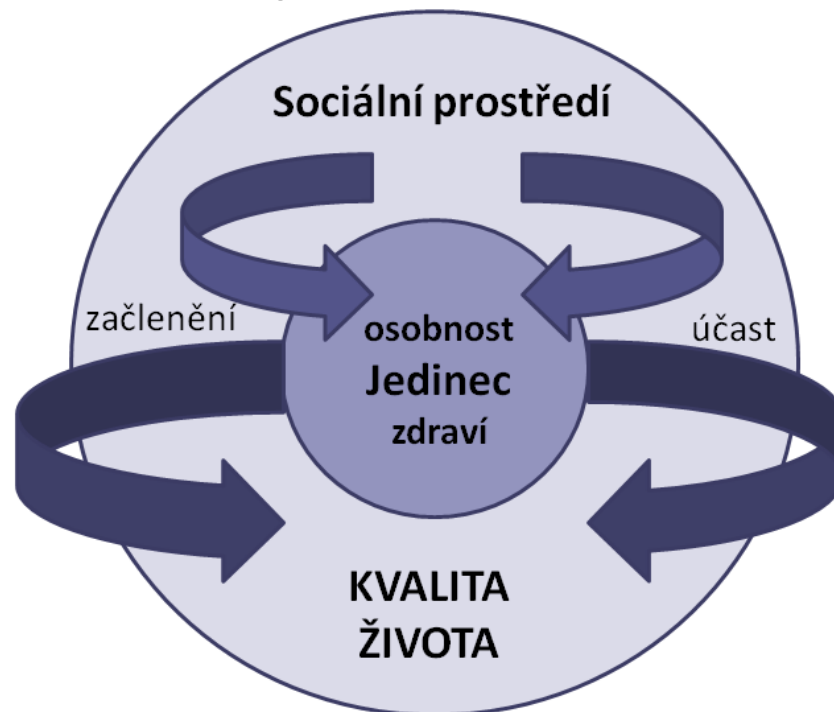 Sociální prostředí
začlenění
účast
osobnost
Jedinec
zdraví
KVALITA
ŽIVOTA